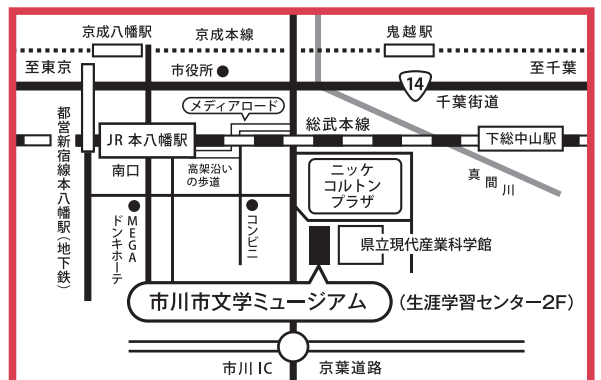 京成八幡駅
京成本線
鬼越駅
至東京
市役所
14
至千葉
千葉街道
メディアロード
総武本線
都営新宿線本八幡駅(地下鉄)
JR 本八幡駅
下総中山駅
南口
高架沿い
の歩道
ニッケ
コルトン
プラザ
真間川
MEGA
ドンキホーテ
コンビニ
県立現代産業科学館
市川市文学ミュージアム
(生涯学習センター2F)
市川 IC
京葉道路